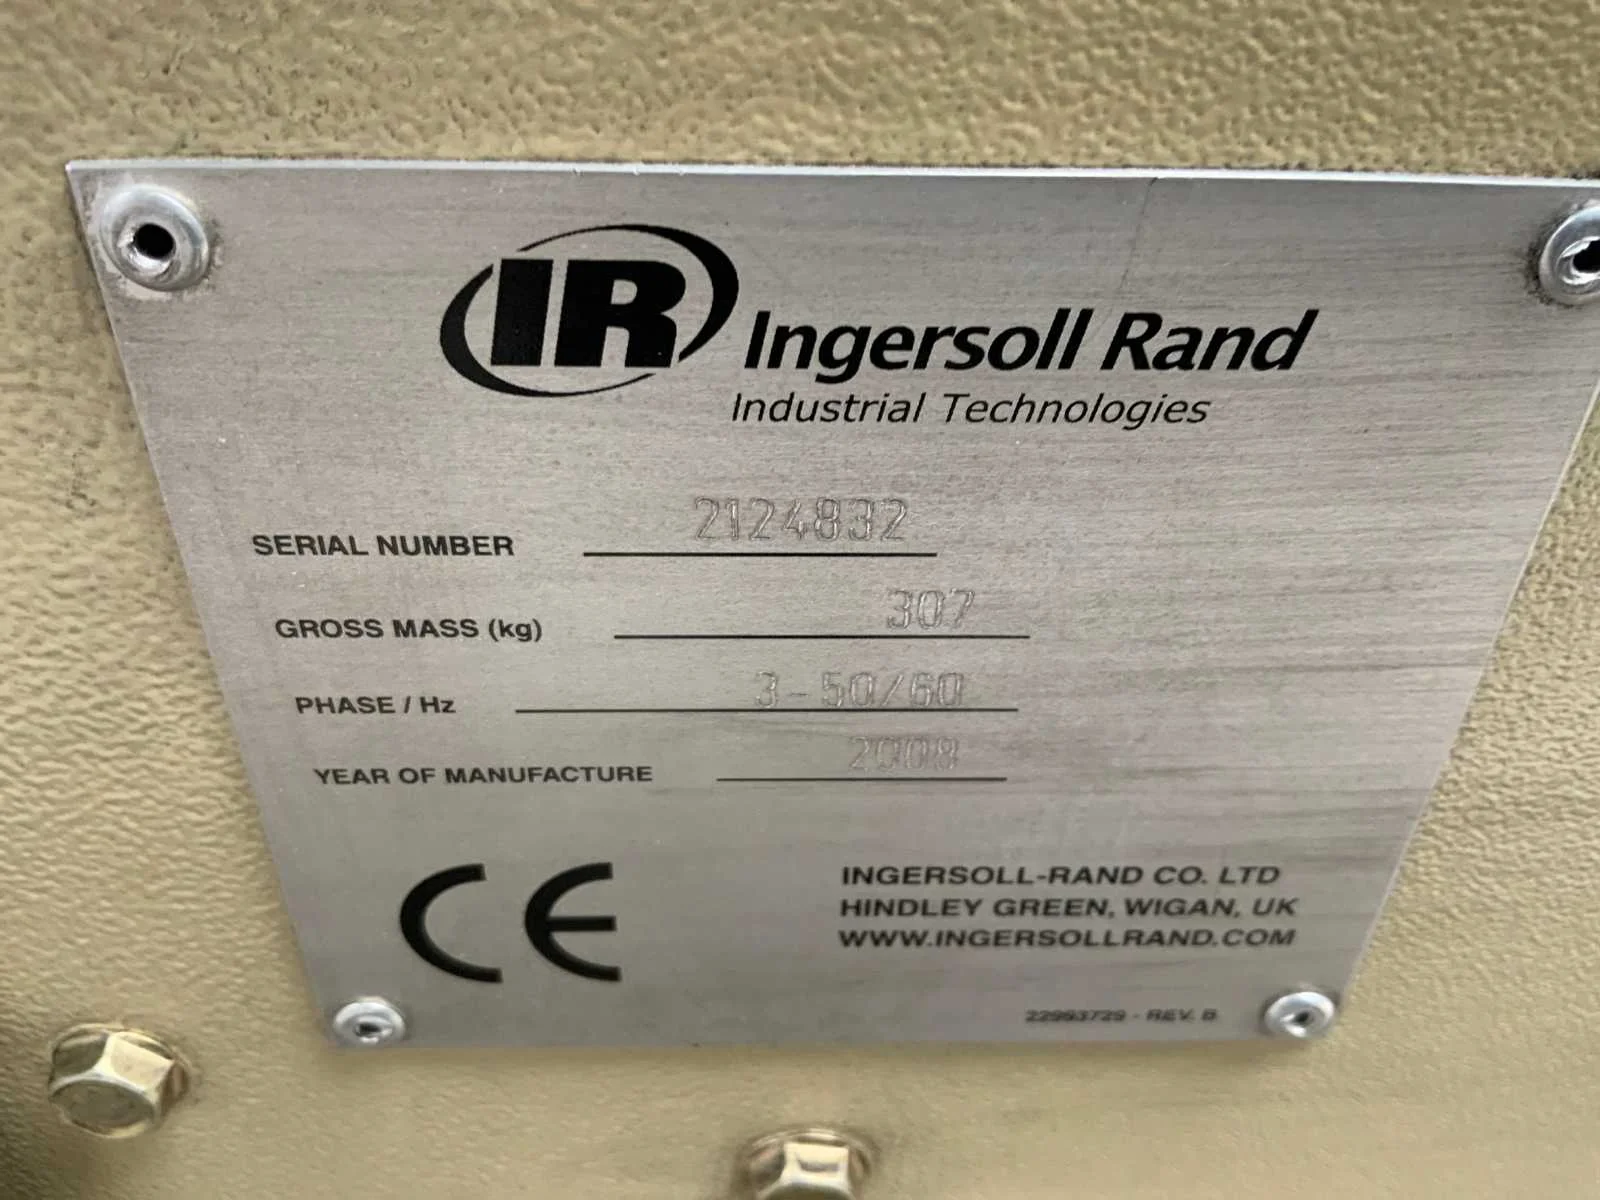 IR Ingersoll Rand
Industrial Technologies
SERIAL NUMBER 2124832
GROSS MASS (kg) 307
PHASE / Hz 3-50/60
YEAR OF MANUFACTURE 2008
CE
INGERSOLL-RAND CO. LTD
HINDLEY GREEN, WIGAN, UK
WWW.INGERSOLLRAND.COM
22993729 - REV. B